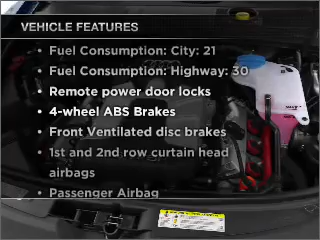 VEHICLE FEATURES
• Fuel Consumption: City: 21
• Fuel Consumption: Highway: 30
• Remote power door locks
• 4-wheel ABS Brakes
• Front Ventilated disc brakes
• 1st and 2nd row curtain head
airbags
• Passenger Airbag